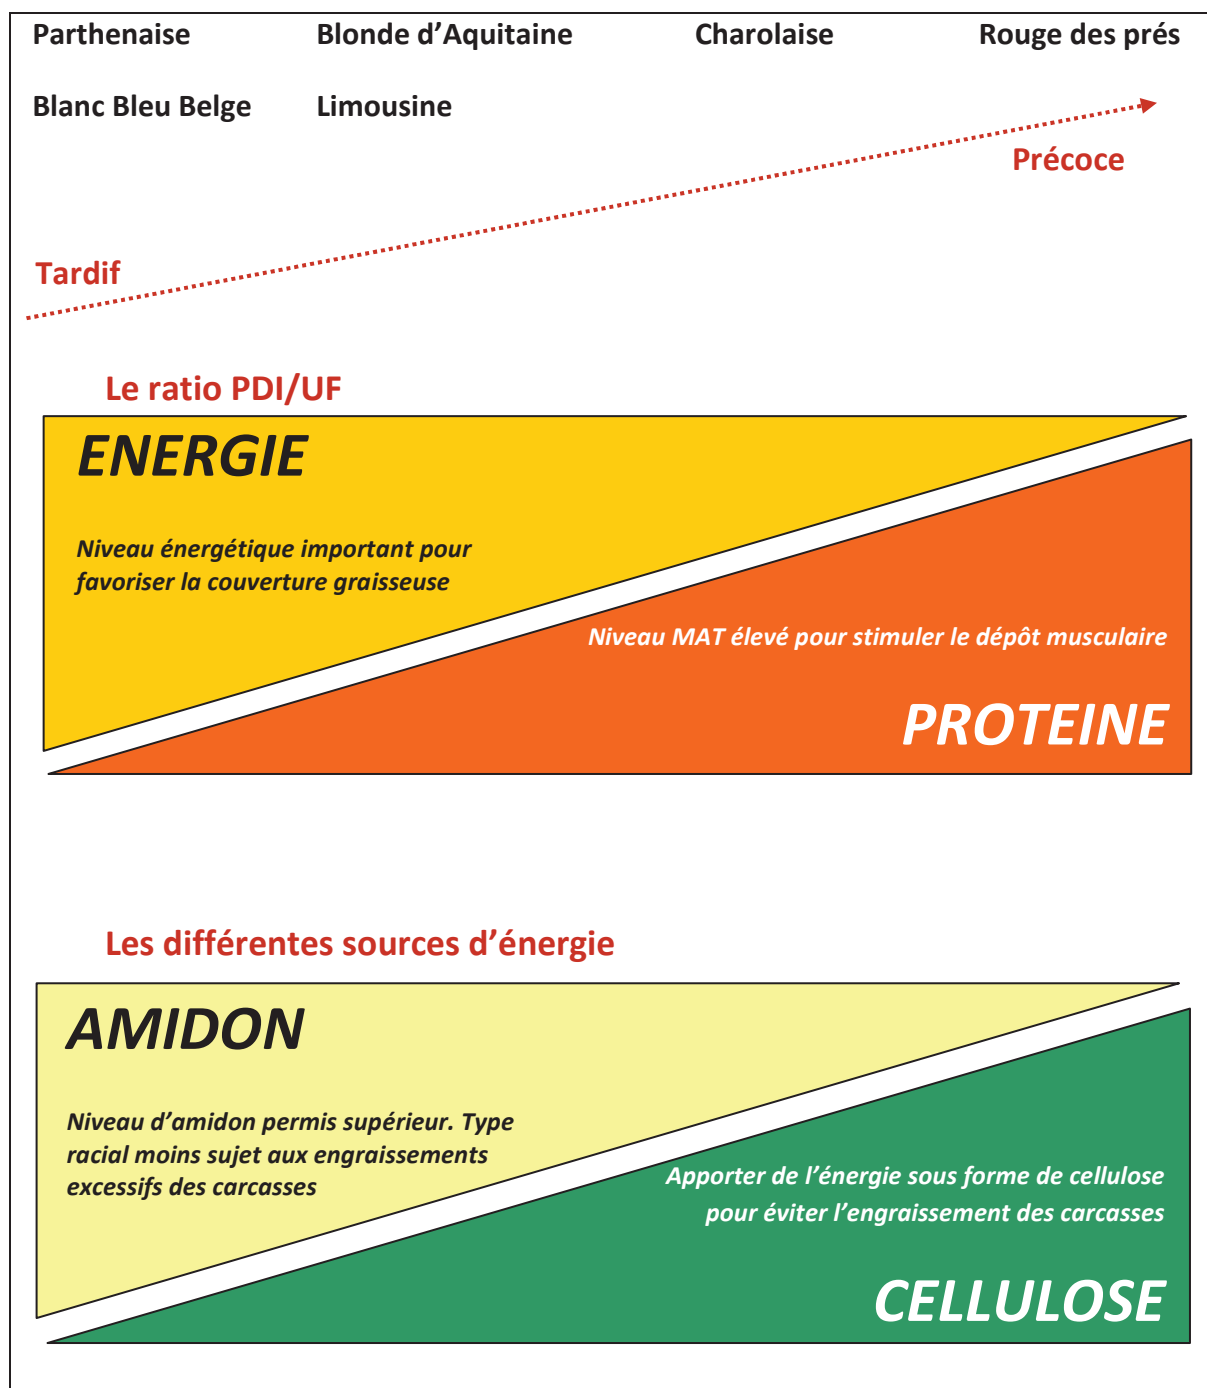 Parthenaise Blonde d’Aquitaine Charolaise Rouge des prés
Blanc Bleu Belge Limousine
Précoce
Tardif
Le ratio PDI/UF
ENERGIE
Niveau énergétique important pour
favoriser la couverture graisseuse
Niveau MAT élevé pour stimuler le dépôt musculaire
PROTEINE
Les différentes sources d’énergie
AMIDON
Niveau d’amidon permis supérieur. Type
racial moins sujet aux engraissements
excessifs des carcasses
Apporter de l’énergie sous forme de cellulose
pour éviter l’engraissement des carcasses
CELLULOSE